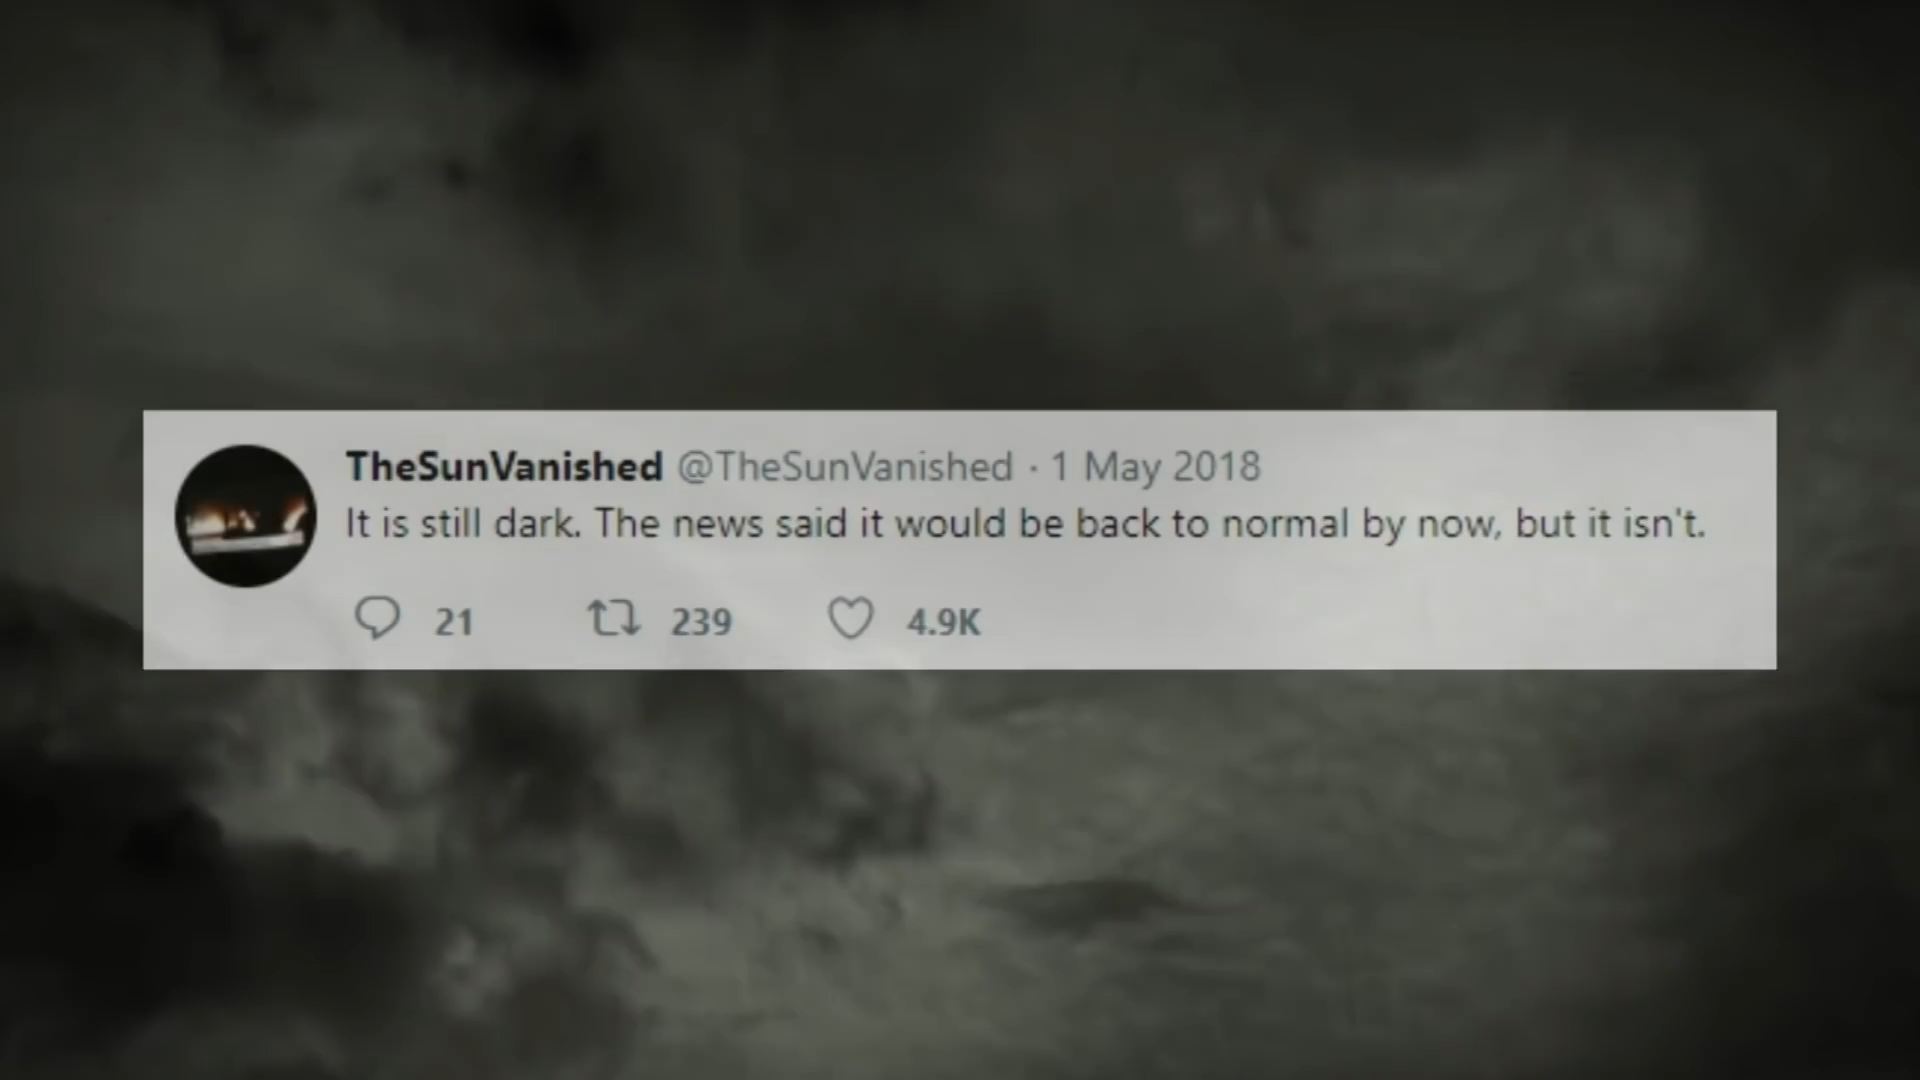 TheSunVanished @TheSunVanished · 1 May 2018
It is still dark. The news said it would be back to normal by now, but it isn't.
21 239 4.9K